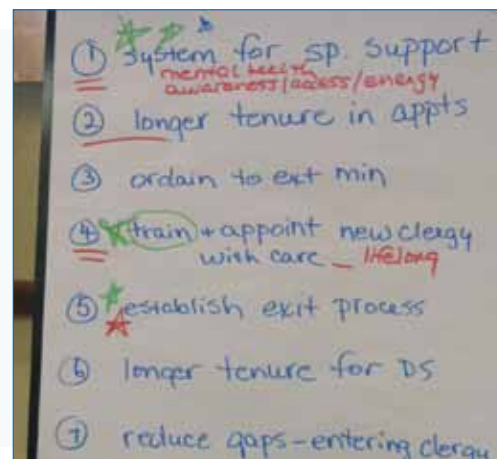 ① system for sp. support
mental health
awareness/access/energy
② longer tenure in appts
③ ordain to ext min
④ train + appoint new clergy
with care - lifelong
⑤ establish exit process
⑥ longer tenure for DS
⑦ reduce gaps - entering clergy